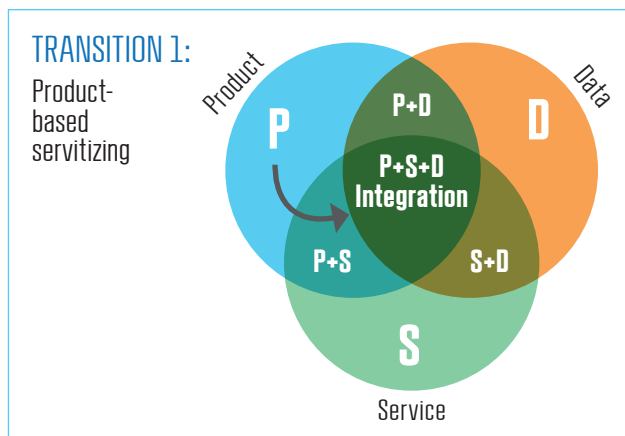 TRANSITION 1:
Product-
based
servitizing
Product
Data
P
P+D
D
P+S+D
Integration
P+S
S+D
S
Service